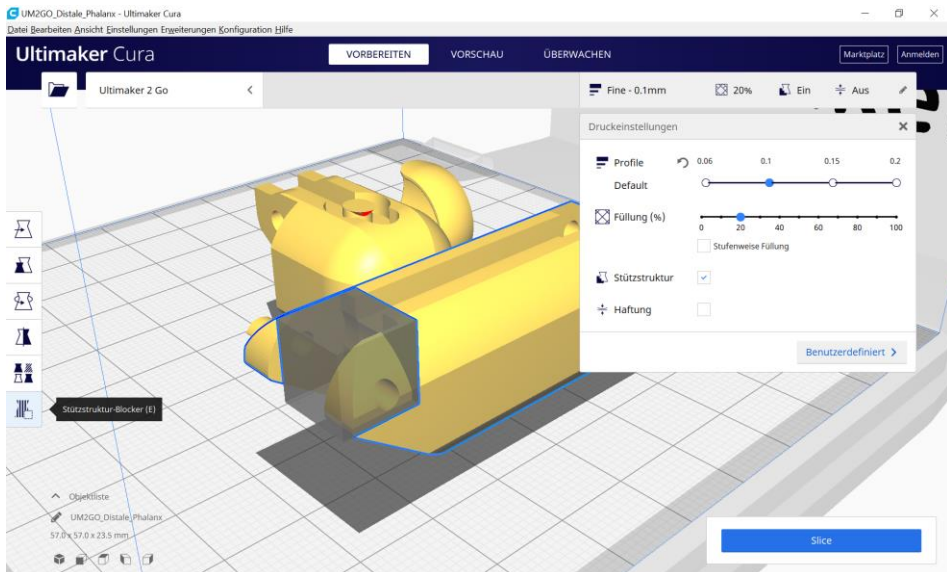 UM2GO_Distale_Phalanx - Ultimaker Cura
Datei Bearbeiten Ansicht Einstellungen Erweiterungen Konfiguration Hilfe
Ultimaker Cura
VORBEREITEN
VORSCHAU
ÜBERWACHEN
Marktplatz
Anmelden
Ultimaker 2 Go
Fine - 0.1mm
20%
Ein
Aus
Druckeinstellungen
Profile
0.06 0.1 0.15 0.2
Default
Füllung (%)
0 20 40 60 80 100
Stufenweise Füllung
Stützstruktur
Haftung
Benutzerdefiniert
Stützstruktur-Blocker (E)
Objektliste
UM2GO_Distale_Phalanx
57.0 x 57.0 x 23.5 mm
Slice